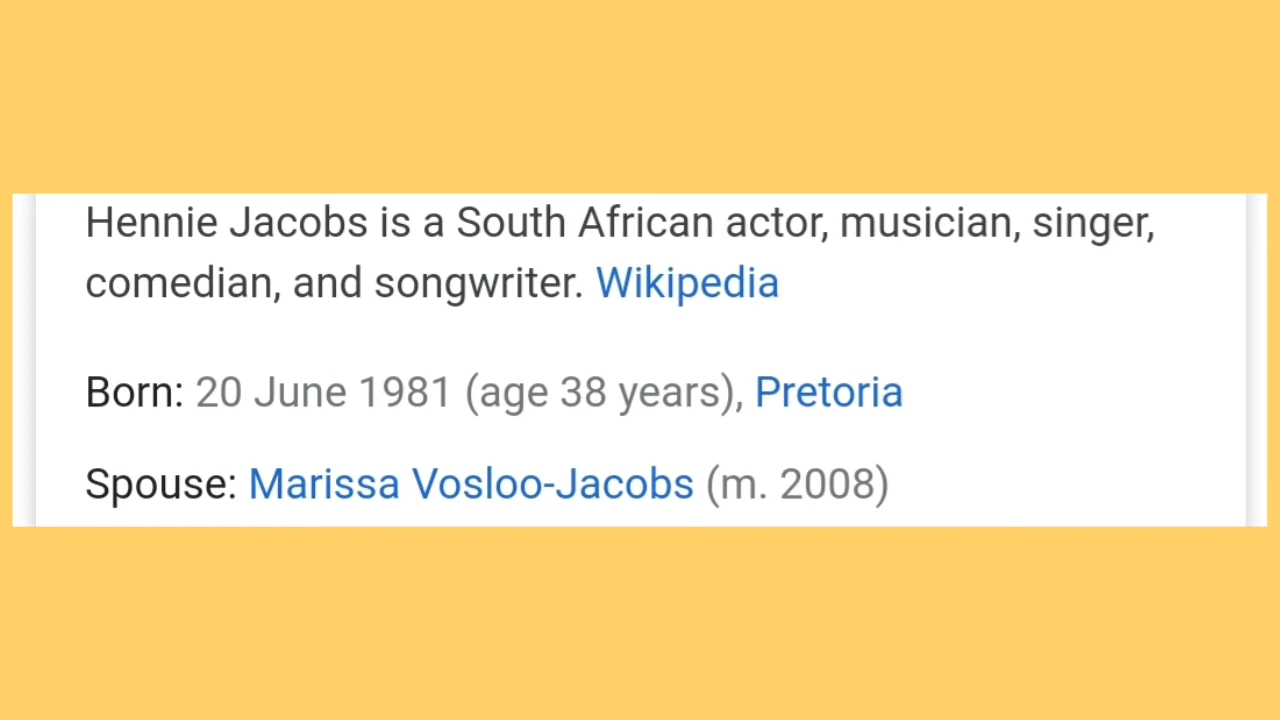 Hennie Jacobs is a South African actor, musician, singer,
comedian, and songwriter. Wikipedia
Born: 20 June 1981 (age 38 years), Pretoria
Spouse: Marissa Vosloo-Jacobs (m. 2008)